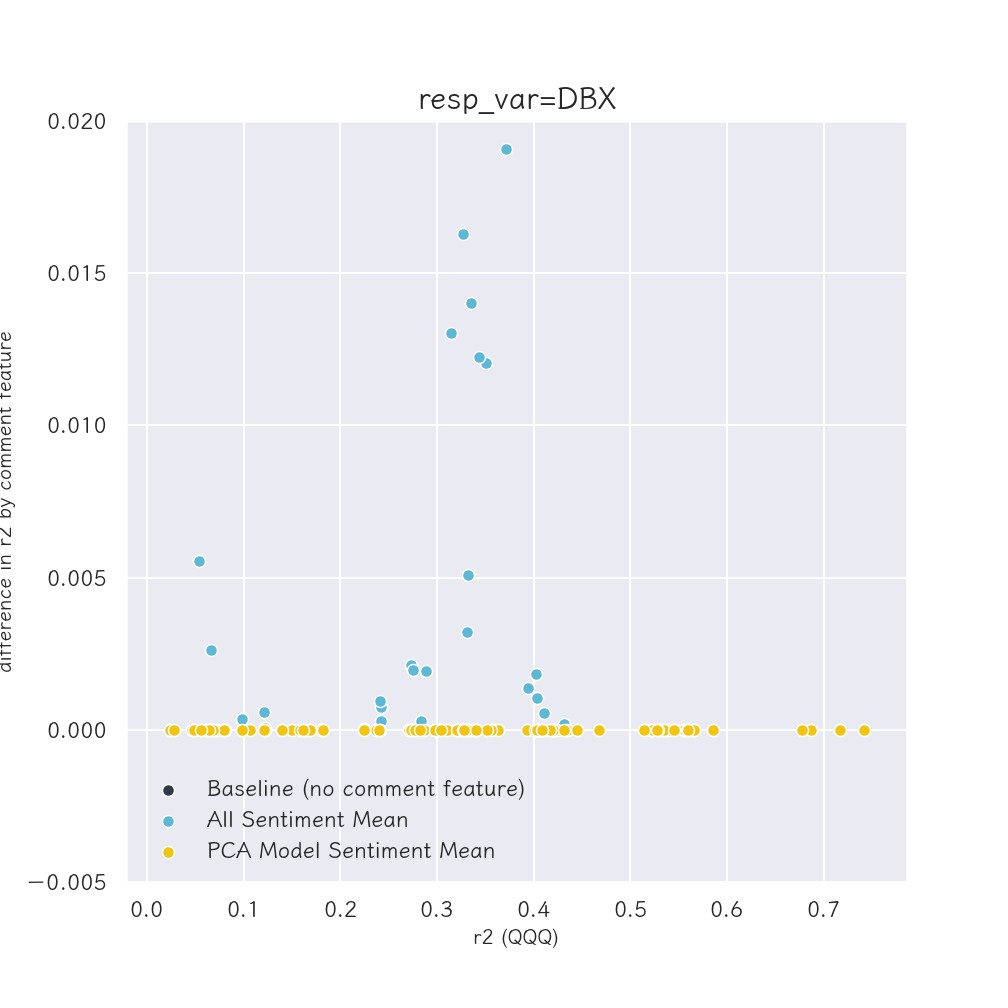 resp_var=DBX
0.020
0.015
0.010
0.005
0.000
−0.005
difference in r2 by comment feature
Baseline (no comment feature)
All Sentiment Mean
PCA Model Sentiment Mean
0.0 0.1 0.2 0.3 0.4 0.5 0.6 0.7
r2 (QQQ)